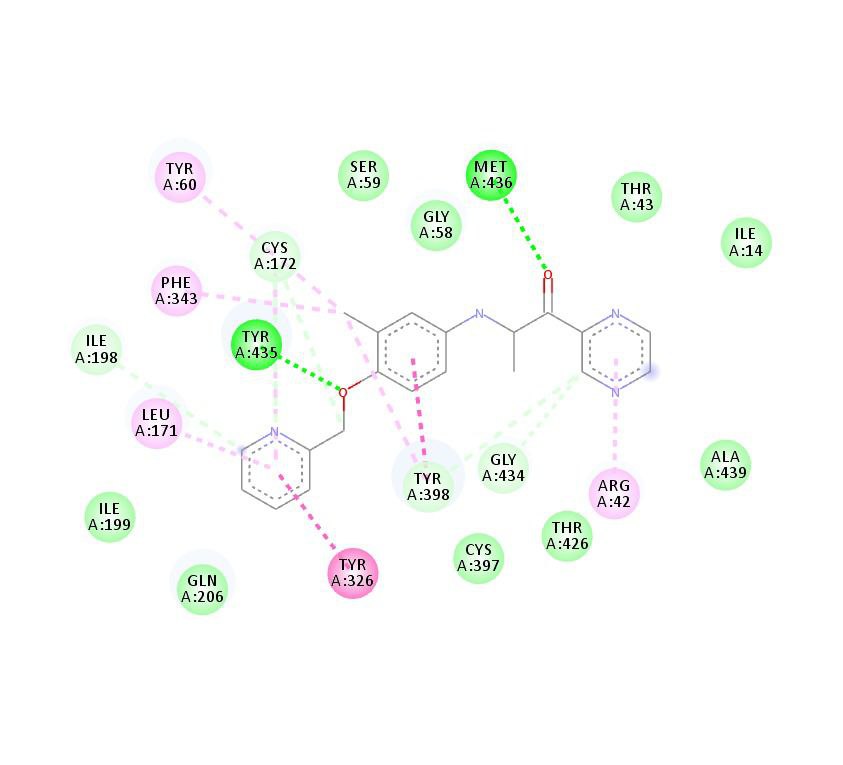 TYR
A:60
SER
A:59
MET
A:436
THR
A:43
GLY
A:58
ILE
A:14
CYS
A:172
O
PHE
A:343
N
N
TYR
A:435
ILE
A:198
O
N
LEU
A:171
N
GLY
A:434
ALA
A:439
TYR
A:398
ARG
A:42
ILE
A:199
THR
A:426
CYS
A:397
TYR
A:326
GLN
A:206